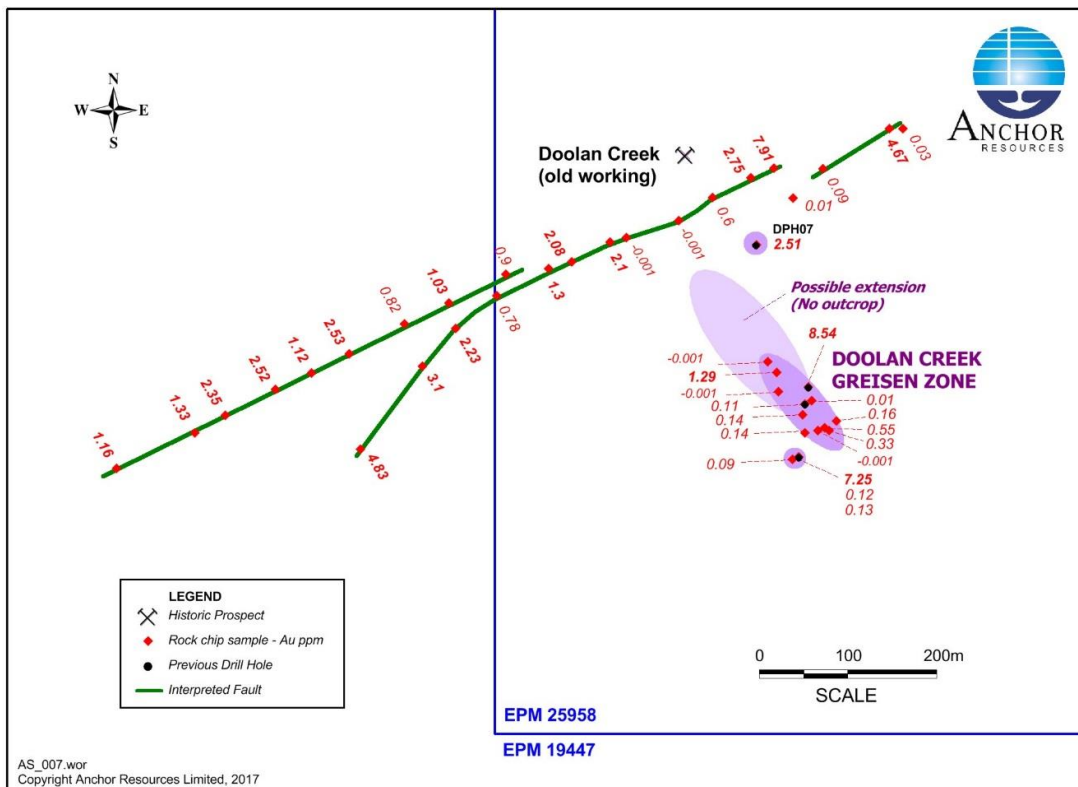 N
W E
S
ANCHOR
RESOURCES
Doolan Creek
(old working)
7.91
2.75
4.67
0.03
0.09
0.01
0.6
-0.001
DPH07
2.51
-0.001
2.1
2.08
1.3
0.9
0.78
1.03
0.82
2.23
2.53
1.12
3.1
2.52
2.35
1.33
1.16
4.83
Possible extension
(No outcrop)
8.54
DOOLAN CREEK
GREISEN ZONE
-0.001
1.29
-0.001
0.11
0.14
0.14
0.09
0.01
0.16
0.55
0.33
-0.001
7.25
0.12
0.13
LEGEND
Historic Prospect
Rock chip sample - Au ppm
Previous Drill Hole
Interpreted Fault
0 100 200m
SCALE
EPM 25958
EPM 19447
AS_007.wor
Copyright Anchor Resources Limited, 2017